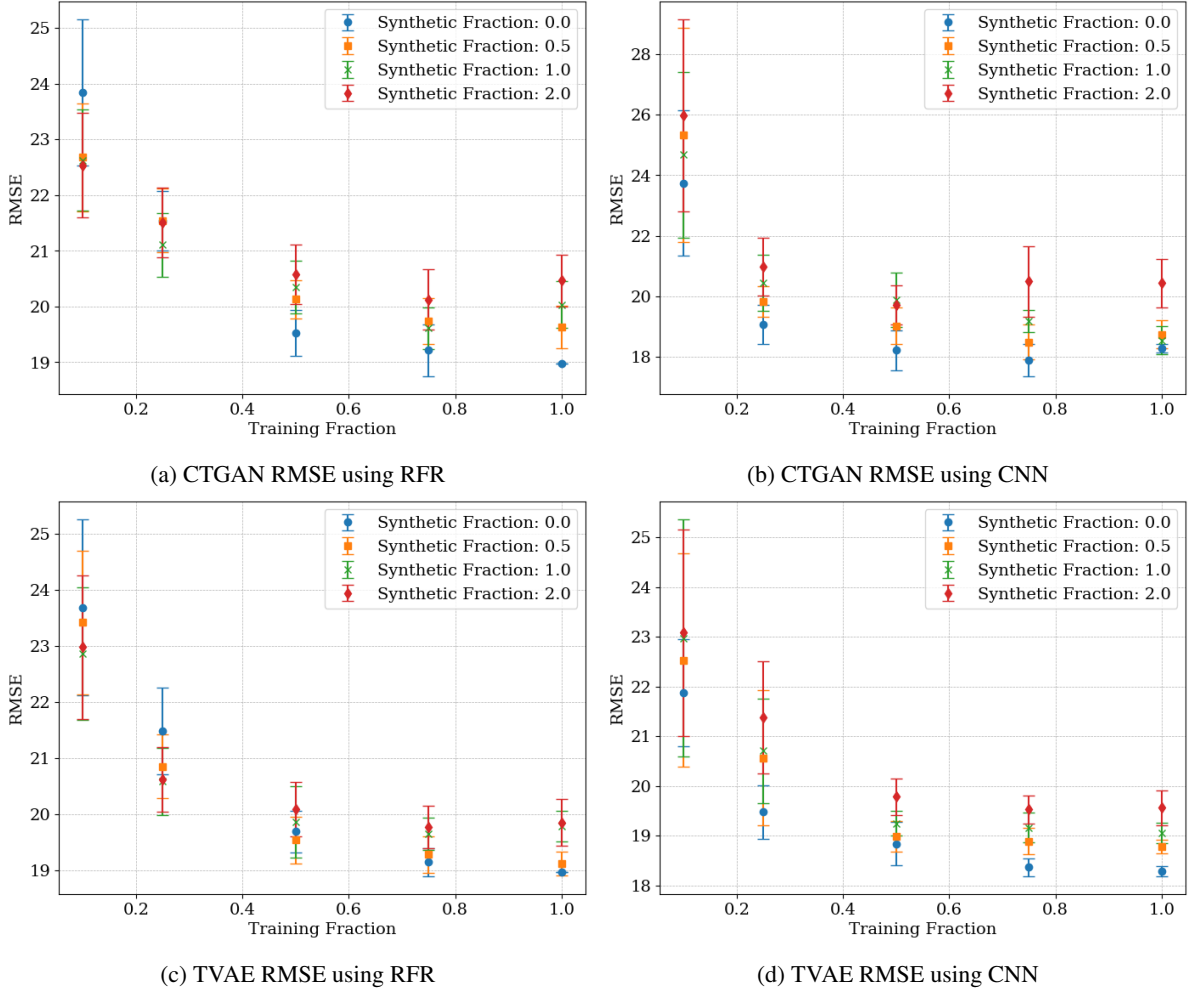 25
24
23
22
21
20
19
RMSE
0.2 0.4 0.6 0.8 1.0
Training Fraction
Synthetic Fraction: 0.0
Synthetic Fraction: 0.5
Synthetic Fraction: 1.0
Synthetic Fraction: 2.0
(a) CTGAN RMSE using RFR
28
26
24
22
20
18
RMSE
0.2 0.4 0.6 0.8 1.0
Training Fraction
Synthetic Fraction: 0.0
Synthetic Fraction: 0.5
Synthetic Fraction: 1.0
Synthetic Fraction: 2.0
(b) CTGAN RMSE using CNN
25
24
23
22
21
20
19
RMSE
0.2 0.4 0.6 0.8 1.0
Training Fraction
Synthetic Fraction: 0.0
Synthetic Fraction: 0.5
Synthetic Fraction: 1.0
Synthetic Fraction: 2.0
(c) TVAE RMSE using RFR
25
24
23
22
21
20
19
18
RMSE
0.2 0.4 0.6 0.8 1.0
Training Fraction
Synthetic Fraction: 0.0
Synthetic Fraction: 0.5
Synthetic Fraction: 1.0
Synthetic Fraction: 2.0
(d) TVAE RMSE using CNN